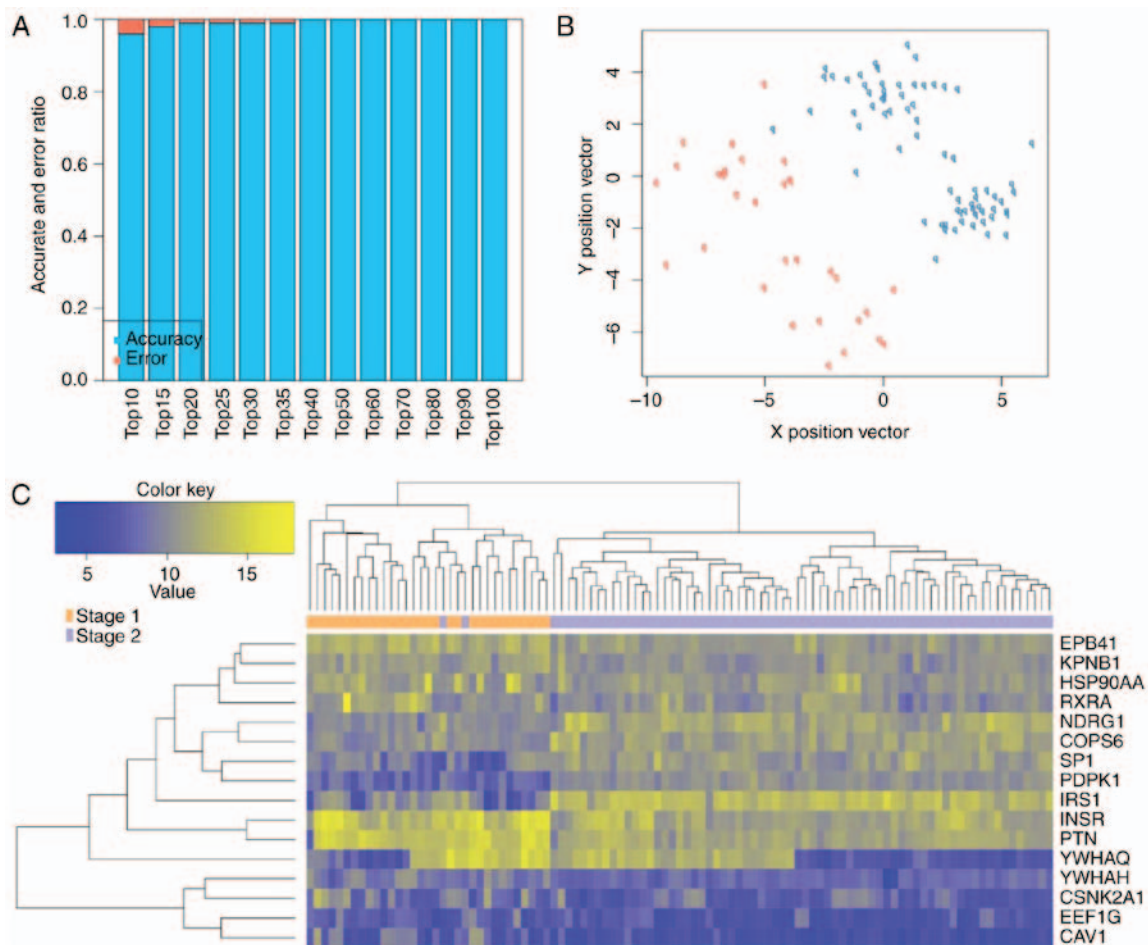 A
Accurate and error ratio
1.0
0.8
0.6
0.4
0.2
0.0
Accuracy
Error
Top10
Top15
Top20
Top25
Top30
Top35
Top40
Top50
Top60
Top70
Top80
Top90
Top100
B
Y position vector
4
2
0
−2
−4
−6
−10
−5
0
5
X position vector
C
Color key
5
10
15
Value
Stage 1
Stage 2
EPB41
KPNB1
HSP90AA
RXRA
NDRG1
COPS6
SP1
PDPK1
IRS1
INSR
PTN
YWHAQ
YWHAH
CSNK2A1
EEF1G
CAV1